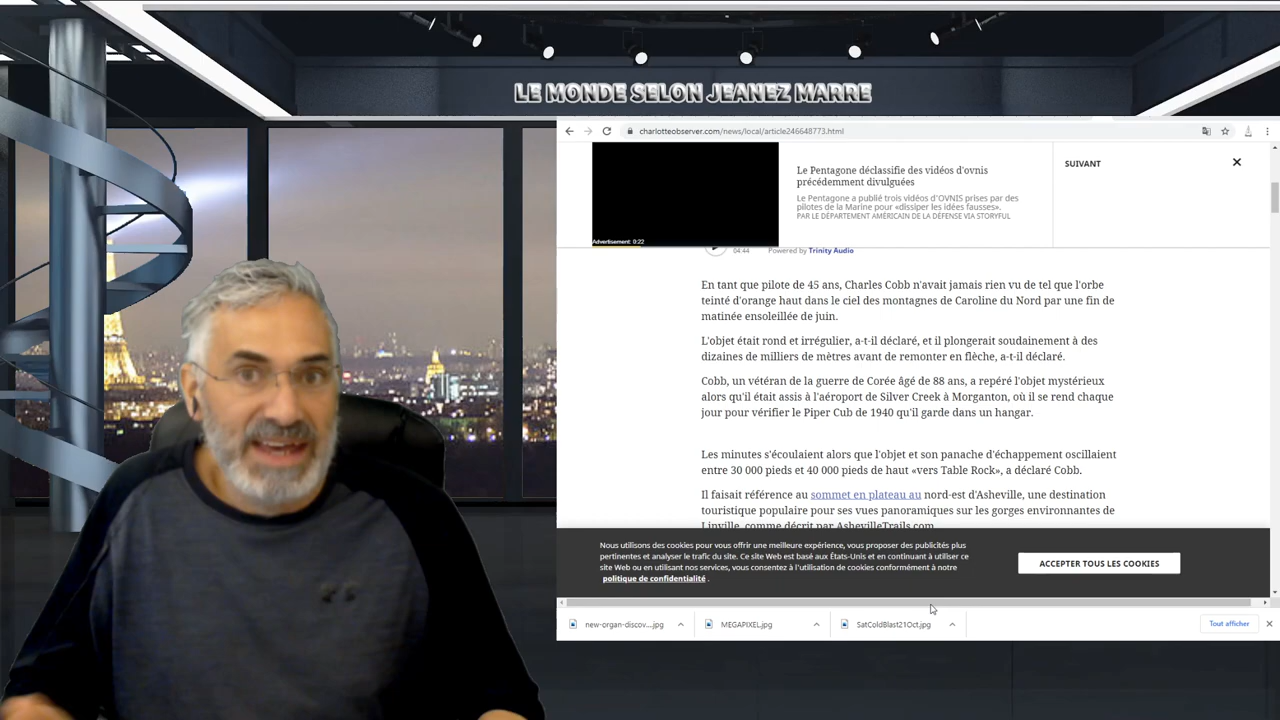 LE MONDE SELON JEANEZ MARRE
charlotteobserver.com/news/local/article246648773.html
Le Pentagone déclassifie des vidéos d'ovnis
précédemment divulguées
Le Pentagone a publié trois vidéos d'OVNIS prises par des
pilotes de la Marine pour «dissiper les idées fausses».
PAR LE DÉPARTEMENT AMÉRICAIN DE LA DÉFENSE VIA STORYFUL
SUIVANT
Advertisement: 0:22
04:44 Powered by Trinity Audio
En tant que pilote de 45 ans, Charles Cobb n'avait jamais rien vu de tel que l'orbe
teinté d'orange haut dans le ciel des montagnes de Caroline du Nord par une fin de
matinée ensoleillée de juin.
L'objet était rond et irrégulier, a-t-il déclaré, et il plongerait soudainement à des
dizaines de milliers de mètres avant de remonter en flèche, a-t-il déclaré.
Cobb, un vétéran de la guerre de Corée âgé de 88 ans, a repéré l'objet mystérieux
alors qu'il était assis à l'aéroport de Silver Creek à Morganton, où il se rend chaque
jour pour vérifier le Piper Cub de 1940 qu'il garde dans un hangar.
Les minutes s'écoulaient alors que l'objet et son panache d'échappement oscillaient
entre 30 000 pieds et 40 000 pieds de haut «vers Table Rock», a déclaré Cobb.
Il faisait référence au sommet en plateau au nord-est d'Asheville, une destination
touristique populaire pour ses vues panoramiques sur les gorges environnantes de
Linville, comme décrit par AshevilleTrails.com.
Nous utilisons des cookies pour vous offrir une meilleure expérience, vous proposer des publicités plus
pertinentes et analyser le trafic du site. Ce site Web est basé aux États-Unis et en continuant à utiliser ce
site Web ou en utilisant nos services, vous consentez à l'utilisation de cookies conformément à notre
politique de confidentialité .
ACCEPTER TOUS LES COOKIES
new-organ-discov....jpg
MEGAPIXEL.jpg
SatColdBlast21Oct.jpg
Tout afficher